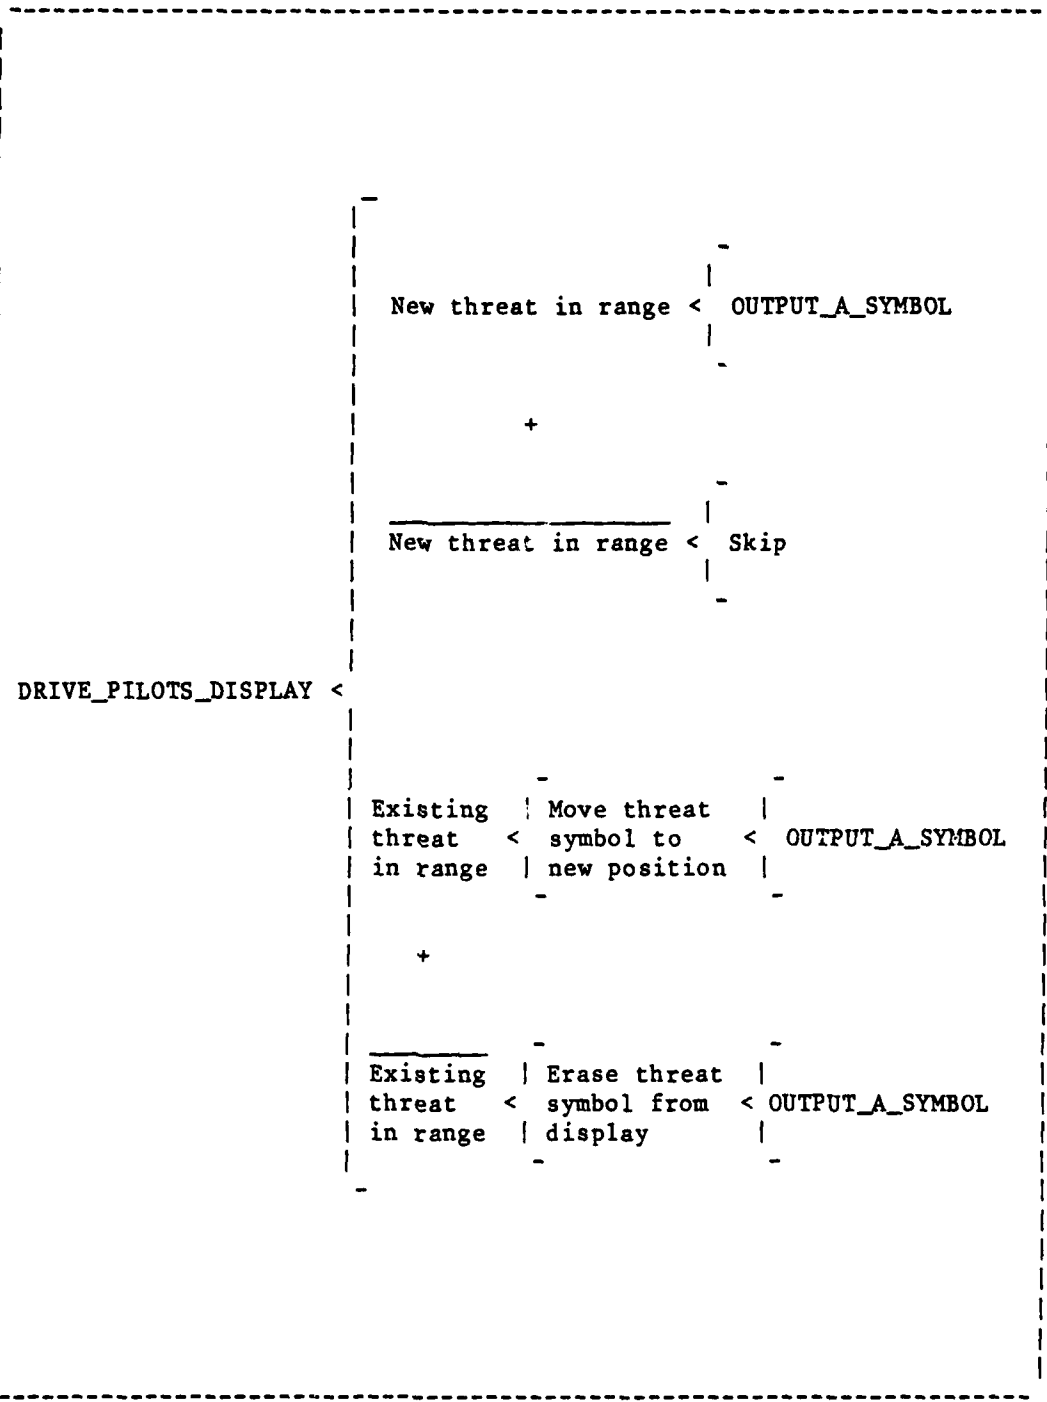 New threat in range < OUTPUT_A_SYMBOL
+
New threat in range < Skip
DRIVE_PILOTS_DISPLAY <
Existing | Move threat |
threat < symbol to < OUTPUT_A_SYMBOL
in range | new position |
+
Existing | Erase threat |
threat < symbol from < OUTPUT_A_SYMBOL
in range | display |